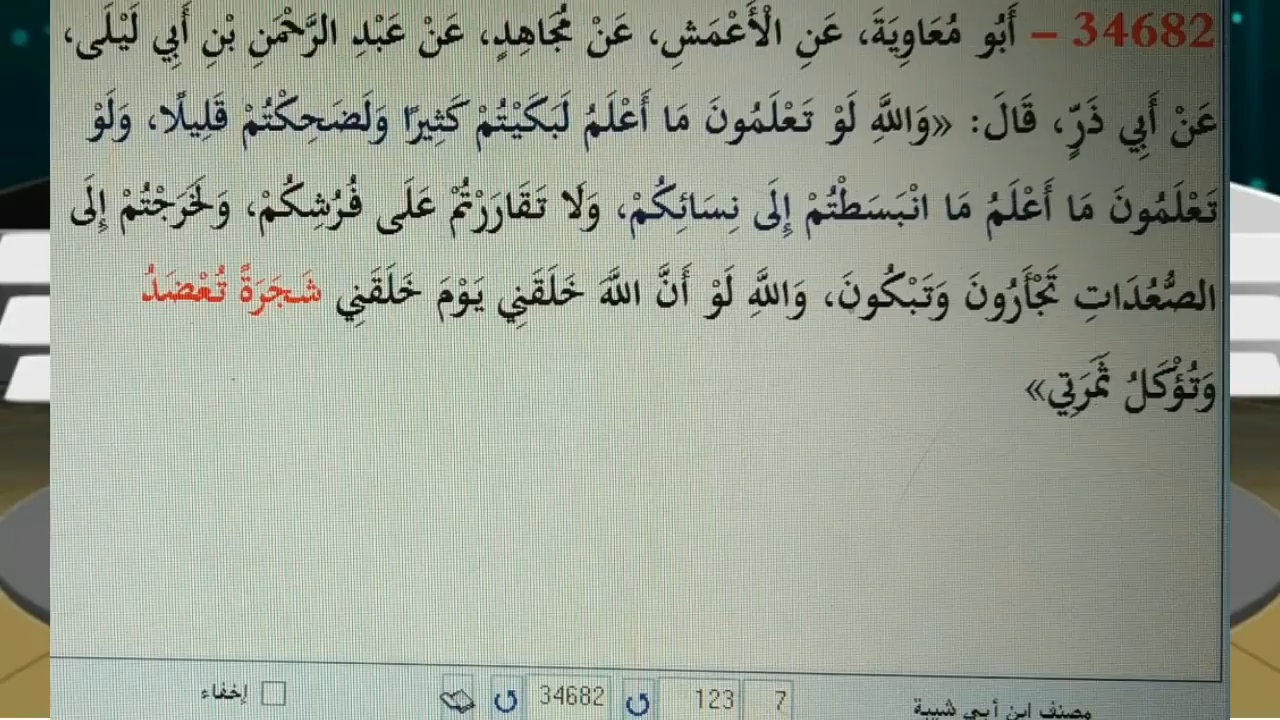 34682 – أَبُو مُعَاوِيَةَ، عَنِ الْأَعْمَشِ، عَنْ مُجَاهِدٍ، عَنْ عَبْدِ الرَّحْمَنِ بْنِ أَبِي لَيْلَى،
عَنْ أَبِي ذَرٍّ، قَالَ: «وَاللَّهِ لَوْ تَعْلَمُونَ مَا أَعْلَمُ لَبَكَيْتُمْ كَثِيرًا وَلَضَحِكْتُمْ قَلِيلًا، وَلَوْ
تَعْلَمُونَ مَا أَعْلَمُ مَا انْبَسَطْتُمْ إِلَى نِسَائِكُمْ، وَلَا تَقَارَرْتُمْ عَلَى فُرُشِكُمْ، وَلَخَرَجْتُمْ إِلَى
الصُّعُدَاتِ تَجْأَرُونَ وَتَبْكُونَ، وَاللَّهِ لَوْ أَنَّ اللَّهَ خَلَقَنِي يَوْمَ خَلَقَنِي شَجَرَةً تُعْضَدُ
وَتُؤْكَلُ ثَمَرَتِي»
مصنف ابن أبي شيبة 7 123 34682 إخفاء